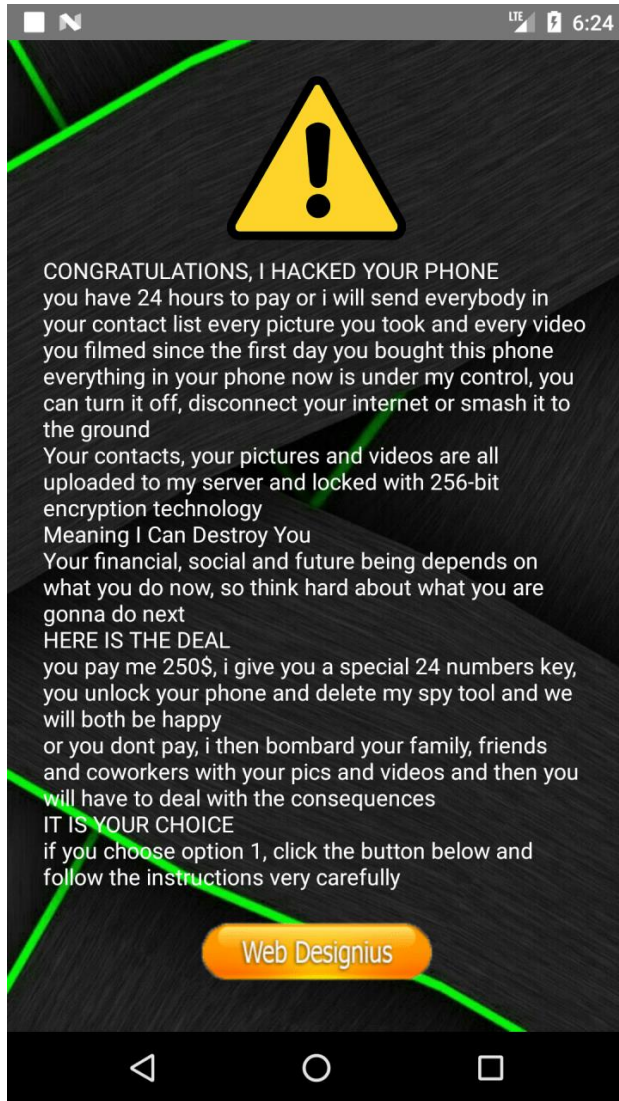 LTE 6:24
CONGRATULATIONS, I HACKED YOUR PHONE
you have 24 hours to pay or i will send everybody in
your contact list every picture you took and every video
you filmed since the first day you bought this phone
everything in your phone now is under my control, you
can turn it off, disconnect your internet or smash it to
the ground
Your contacts, your pictures and videos are all
uploaded to my server and locked with 256-bit
encryption technology
Meaning I Can Destroy You
Your financial, social and future being depends on
what you do now, so think hard about what you are
gonna do next
HERE IS THE DEAL
you pay me 250$, i give you a special 24 numbers key,
you unlock your phone and delete my spy tool and we
will both be happy
or you dont pay, i then bombard your family, friends
and coworkers with your pics and videos and then you
will have to deal with the consequences
IT IS YOUR CHOICE
if you choose option 1, click the button below and
follow the instructions very carefully
Web Designius